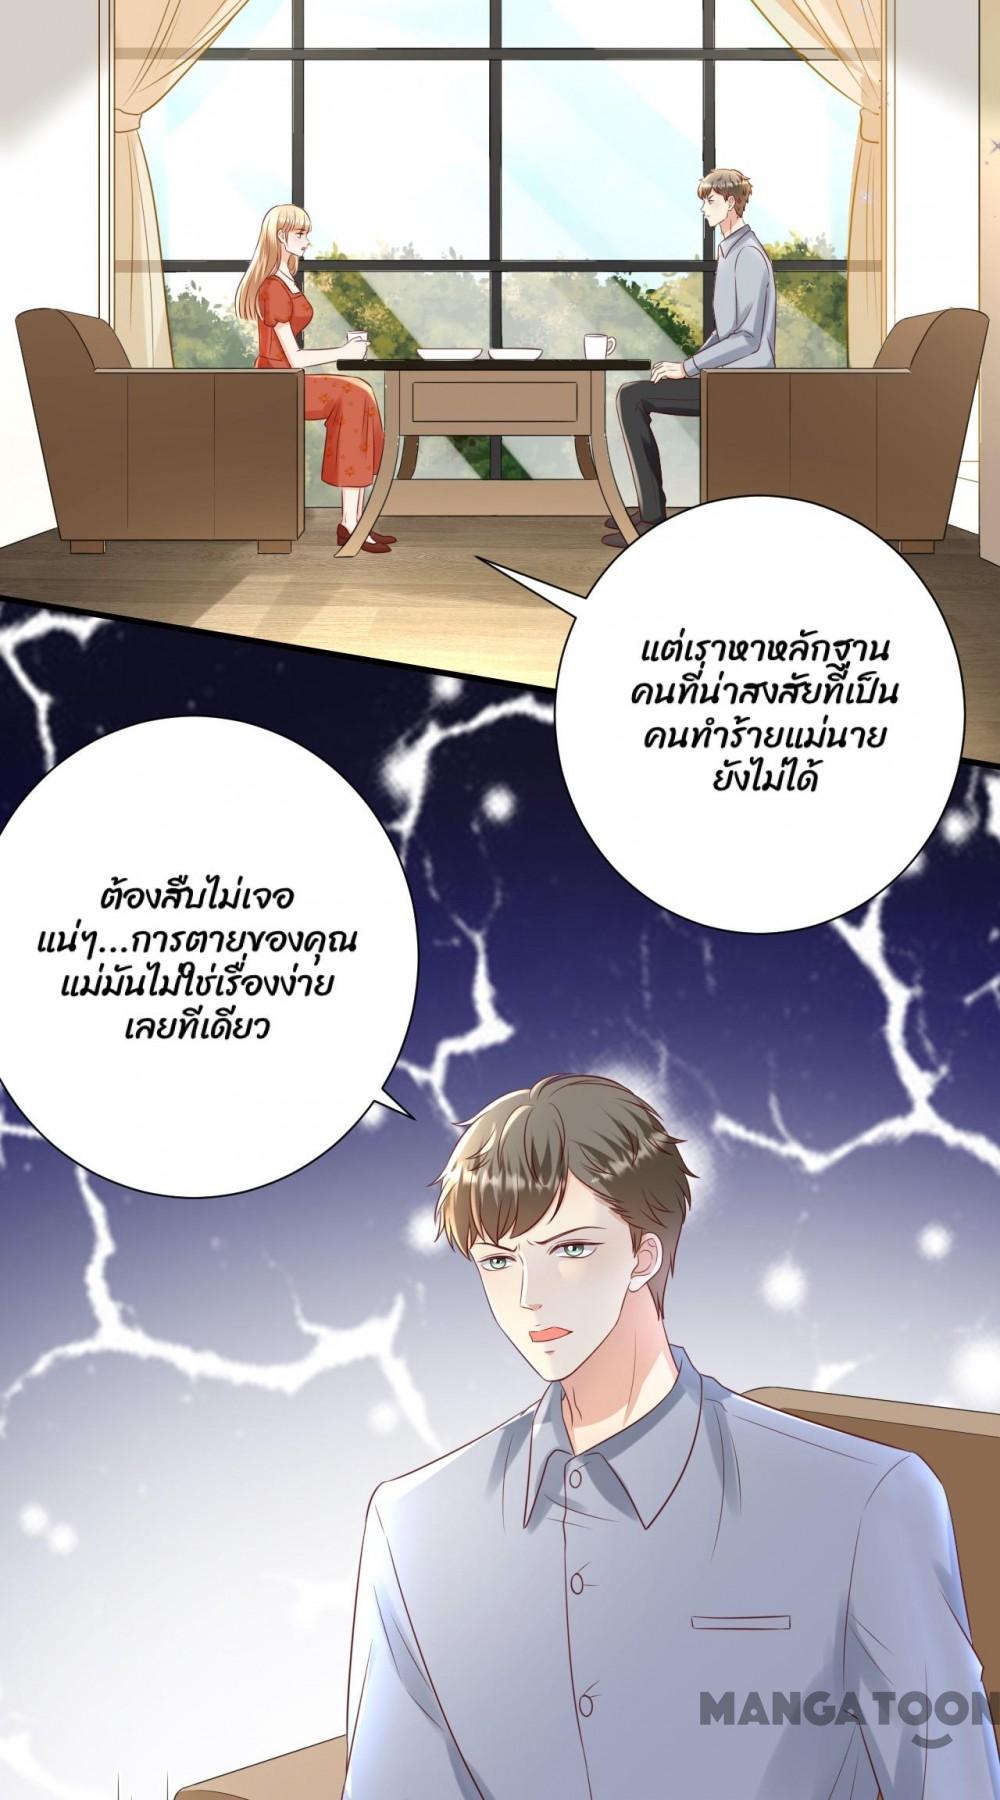 แต่เราหาหลักฐาน
คนที่น่าสงสัยที่เป็น
คนทำร้ายแม่นาย
ยังไม่ได้
ต้องสืบไม่เจอ
แน่ๆ...การตายของคุณ
แม่มันไม่ใช่เรื่องง่าย
เลยทีเดียว
MANGATOON